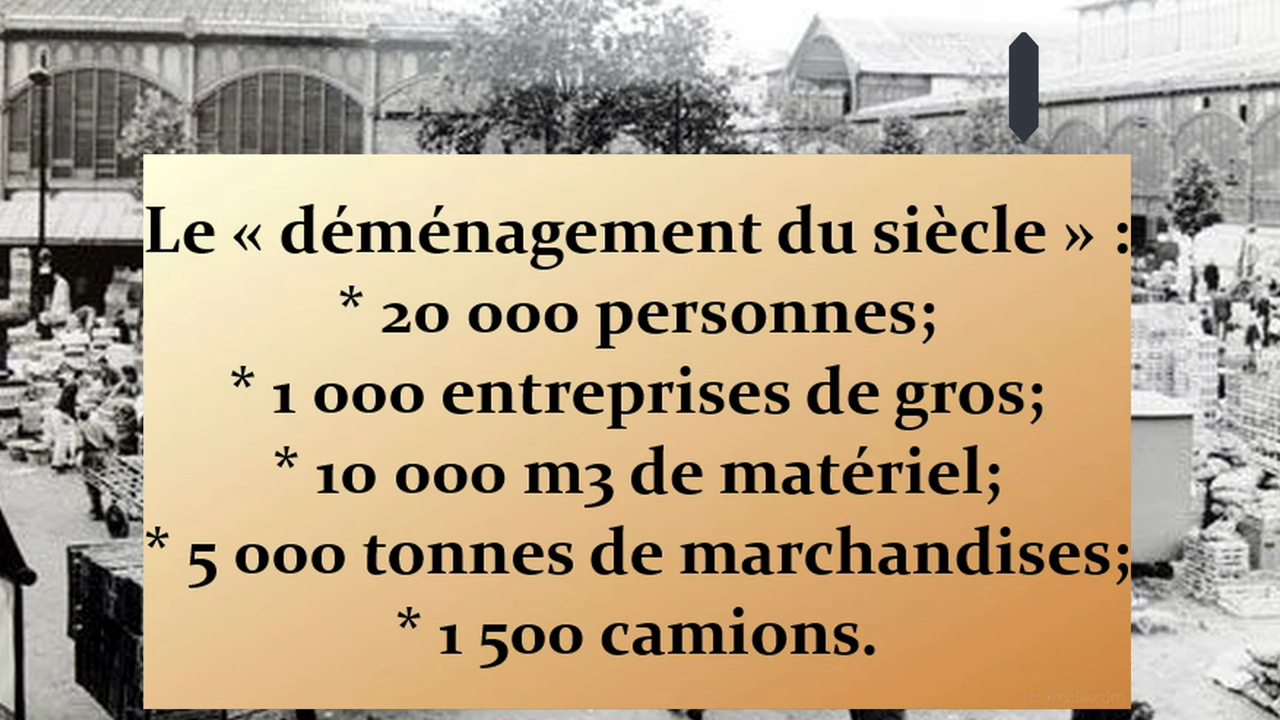 Le « déménagement du siècle » :
* 20 000 personnes;
* 1 000 entreprises de gros;
* 10 000 m3 de matériel;
* 5 000 tonnes de marchandises;
* 1 500 camions.